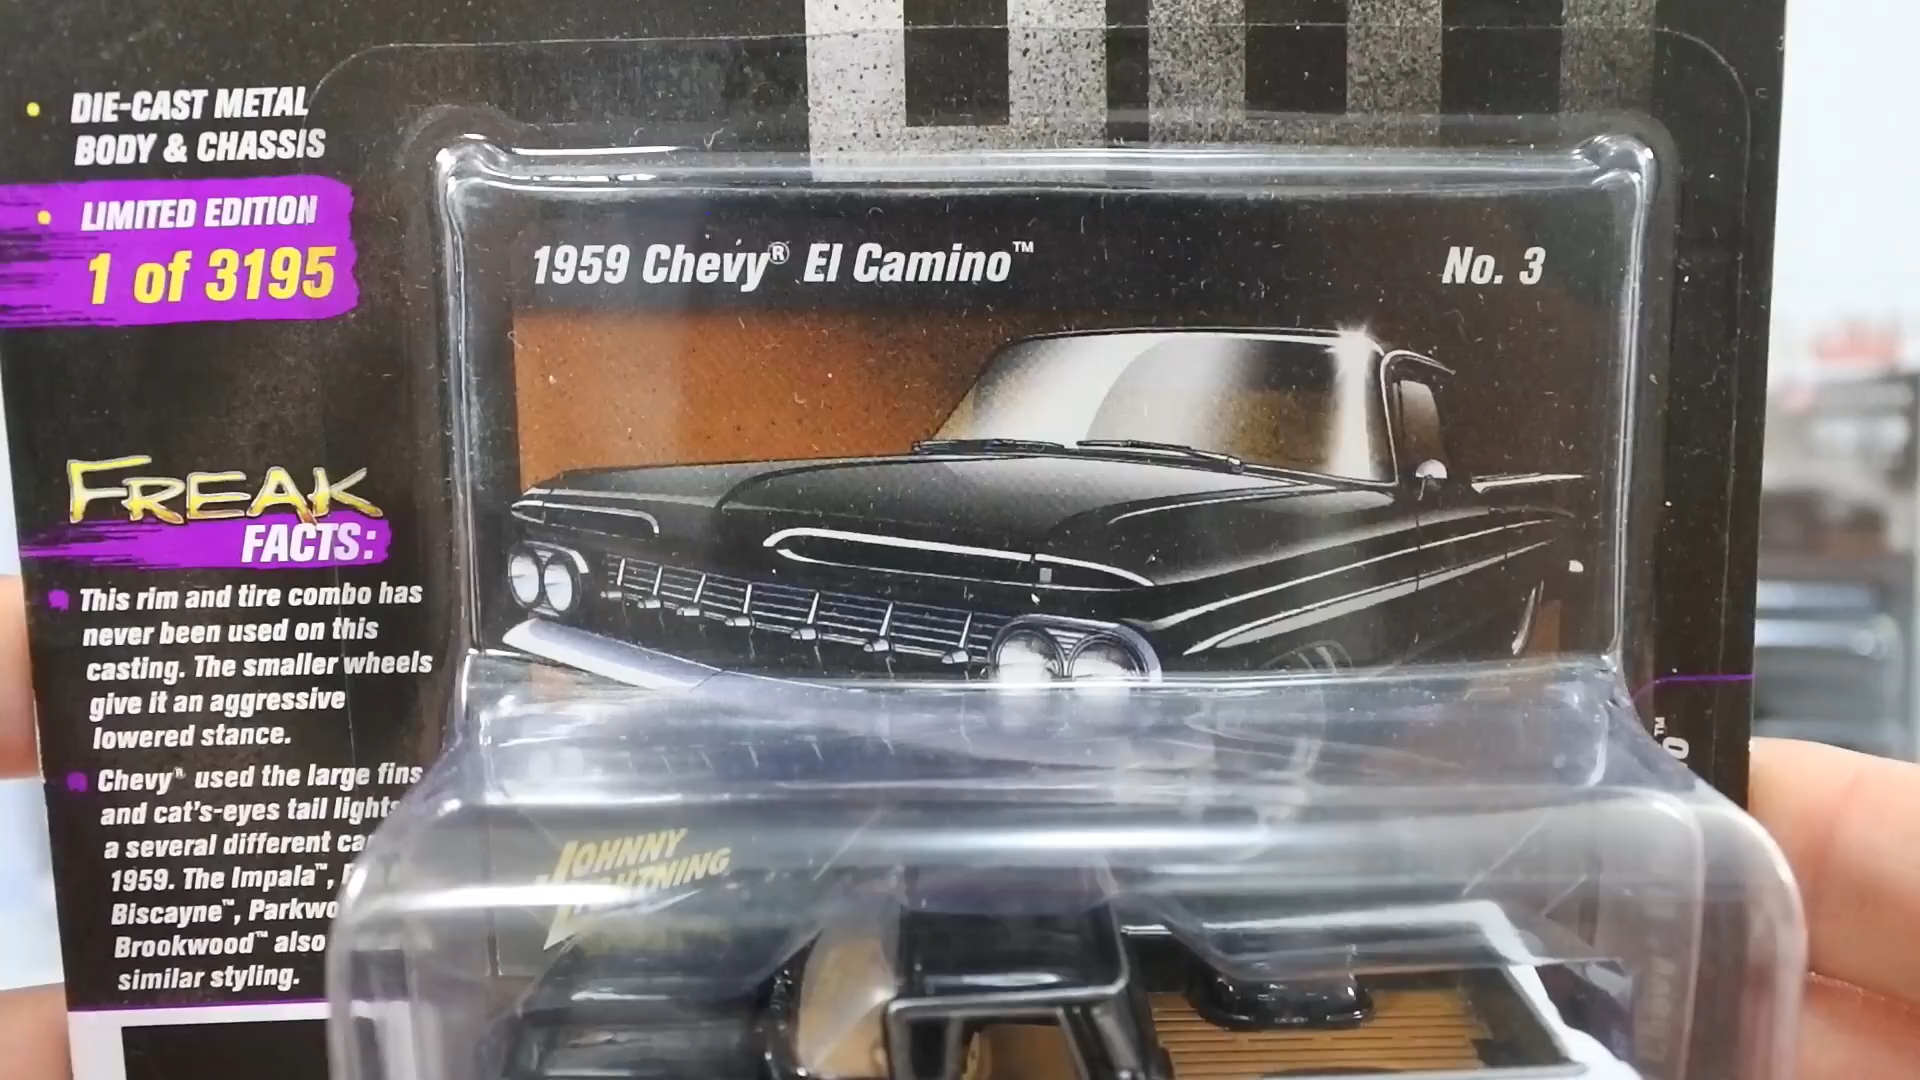 DIE-CAST METAL
BODY & CHASSIS
LIMITED EDITION
1 of 3195
1959 Chevy® El Camino™
No. 3
FREAK
FACTS:
This rim and tire combo has
never been used on this
casting. The smaller wheels
give it an aggressive
lowered stance.
Chevy® used the large fins
and cat's-eyes tail lights
a several different
1959. The Impala™,
Biscayne™,
Brookwood™ also
similar styling.
JOHNNY
LIGHTNING